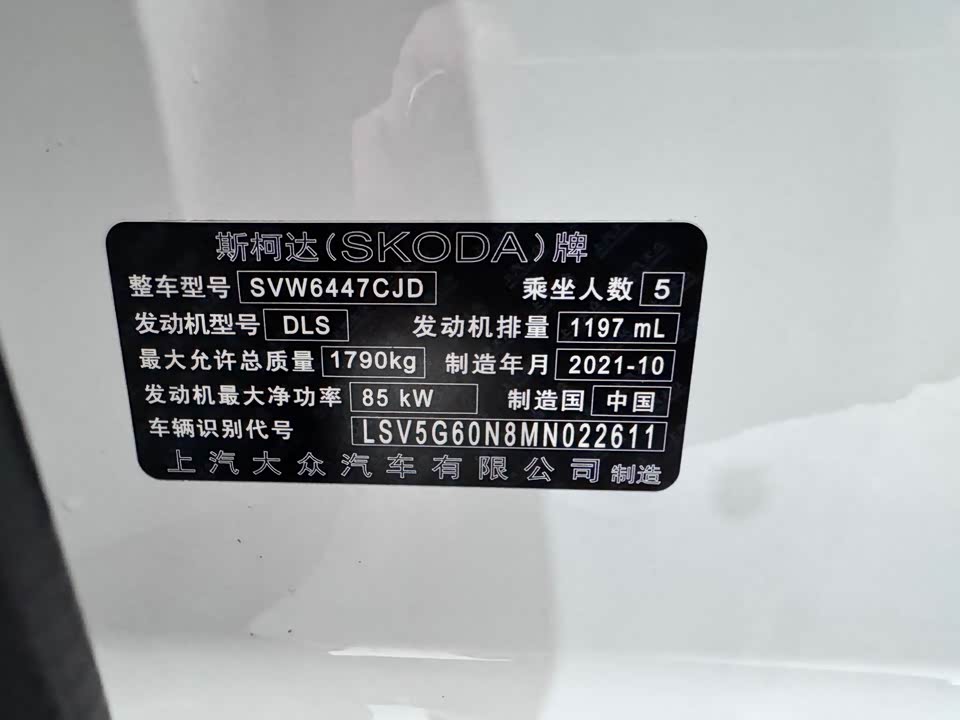 斯柯达(SKODA)牌
整车型号 SVW6447CJD 乘坐人数 5
发动机型号 DLS 发动机排量 1197 mL
最大允许总质量 1790kg 制造年月 2021-10
发动机最大净功率 85 kW 制造国 中国
车辆识别代号 LSV5G60N8MN022611
上汽大众汽车有限公司 制造